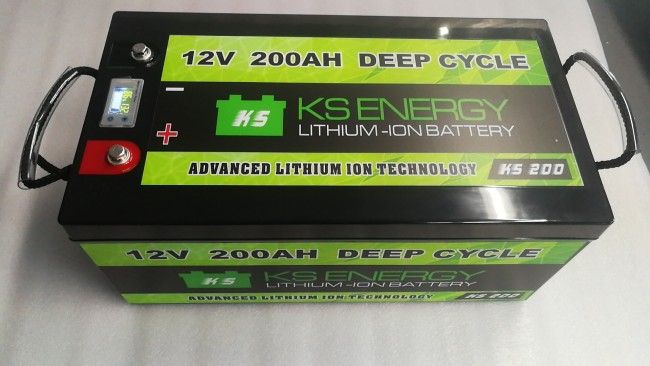 12V 200AH DEEP CYCLE
−
+
KS
KS ENERGY
LITHIUM -ION BATTERY
ADVANCED LITHIUM ION TECHNOLOGY KS 200
12V 200AH DEEP CYCLE
KS
KS ENERGY
LITHIUM -ION BATTERY
ADVANCED LITHIUM ION TECHNOLOGY KS 200